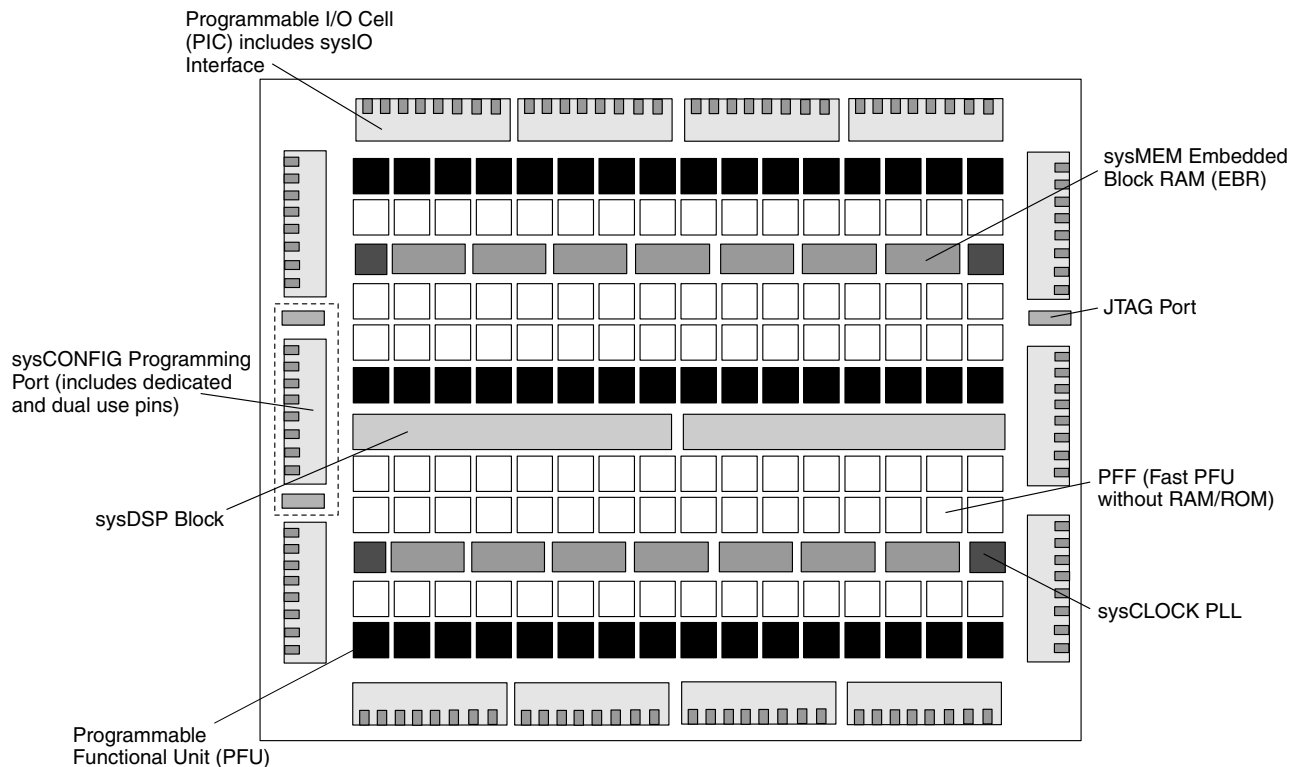 Programmable I/O Cell
(PIC) includes sysIO
Interface
sysMEM Embedded
Block RAM (EBR)
JTAG Port
sysCONFIG Programming
Port (includes dedicated
and dual use pins)
PFF (Fast PFU
without RAM/ROM)
sysDSP Block
sysCLOCK PLL
Programmable
Functional Unit (PFU)